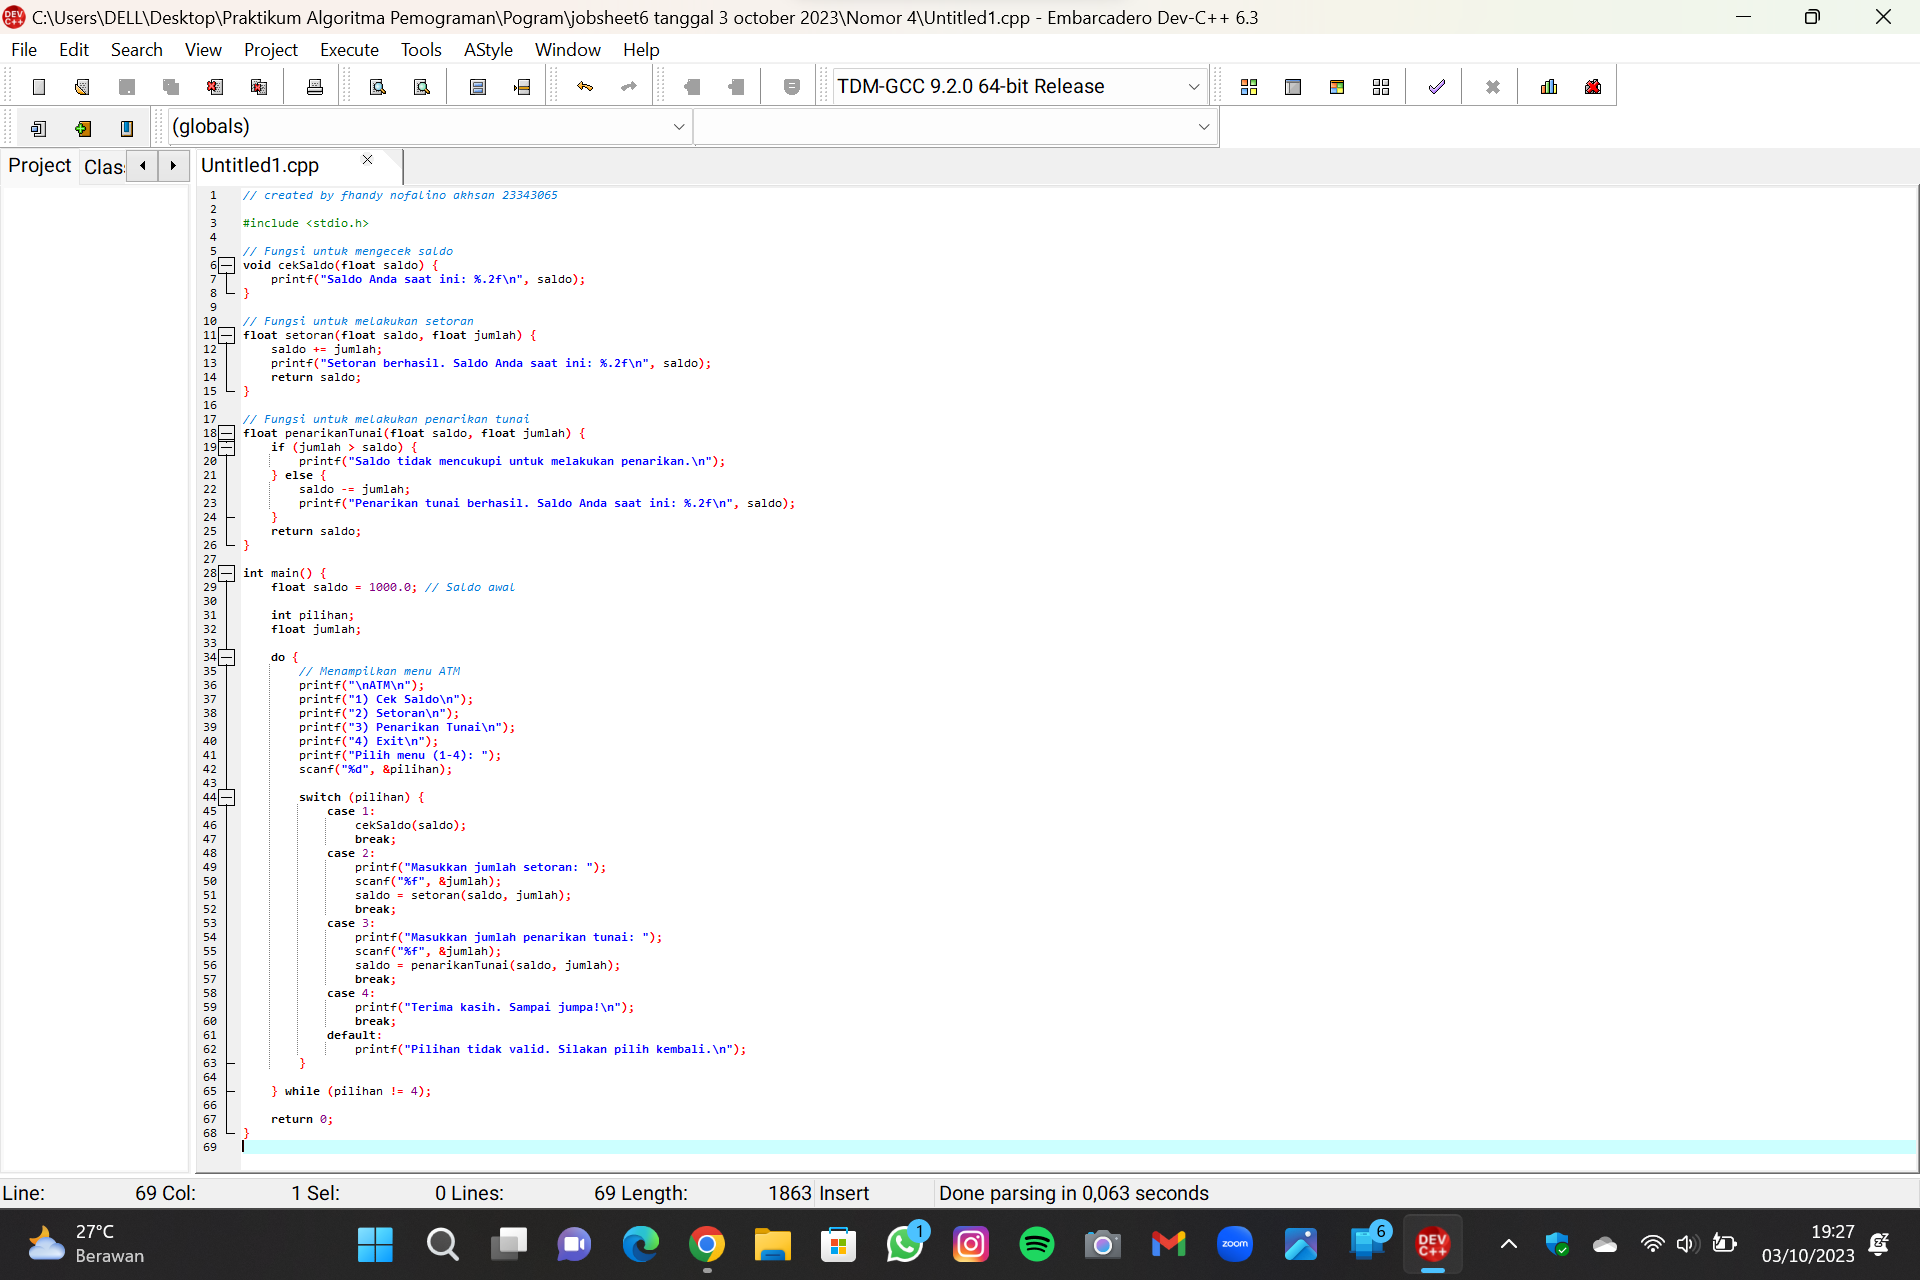 C:\Users\DELL\Desktop\Praktikum Algoritma Pemograman\Pogram\jobsheet6 tanggal 3 october 2023\Nomor 4\Untitled1.cpp - Embarcadero Dev-C++ 6.3
File Edit Search View Project Execute Tools AStyle Window Help
TDM-GCC 9.2.0 64-bit Release
(globals)
Project Clas Untitled1.cpp
1 // created by fhandy nofalino akhsan 23343065
2
3 #include <stdio.h>
4
5 // Fungsi untuk mengecek saldo
6 void cekSaldo(float saldo) {
7 printf("Saldo Anda saat ini: %.2f\n", saldo);
8 }
9
10 // Fungsi untuk melakukan setoran
11 float setoran(float saldo, float jumlah) {
12 saldo += jumlah;
13 printf("Setoran berhasil. Saldo Anda saat ini: %.2f\n", saldo);
14 return saldo;
15 }
16
17 // Fungsi untuk melakukan penarikan tunai
18 float penarikanTunai(float saldo, float jumlah) {
19 if (jumlah > saldo) {
20 printf("Saldo tidak mencukupi untuk melakukan penarikan.\n");
21 } else {
22 saldo -= jumlah;
23 printf("Penarikan tunai berhasil. Saldo Anda saat ini: %.2f\n", saldo);
24 }
25 return saldo;
26 }
27
28 int main() {
29 float saldo = 1000.0; // Saldo awal
30
31 int pilihan;
32 float jumlah;
33
34 do {
35 // Menampilkan menu ATM
36 printf("\nATM\n");
37 printf("1) Cek Saldo\n");
38 printf("2) Setoran\n");
39 printf("3) Penarikan Tunai\n");
40 printf("4) Exit\n");
41 printf("Pilih menu (1-4): ");
42 scanf("%d", &pilihan);
43
44 switch (pilihan) {
45 case 1:
46 cekSaldo(saldo);
47 break;
48 case 2:
49 printf("Masukkan jumlah setoran: ");
50 scanf("%f", &jumlah);
51 saldo = setoran(saldo, jumlah);
52 break;
53 case 3:
54 printf("Masukkan jumlah penarikan tunai: ");
55 scanf("%f", &jumlah);
56 saldo = penarikanTunai(saldo, jumlah);
57 break;
58 case 4:
59 printf("Terima kasih. Sampai jumpa!\n");
60 break;
61 default:
62 printf("Pilihan tidak valid. Silakan pilih kembali.\n");
63 }
64
65 } while (pilihan != 4);
66
67 return 0;
68 }
69
Line: 69 Col: 1 Sel: 0 Lines: 69 Length: 1863 Insert Done parsing in 0,063 seconds
27°C
Berawan
1
zoom
6
DEV
C++
19:27
03/10/2023